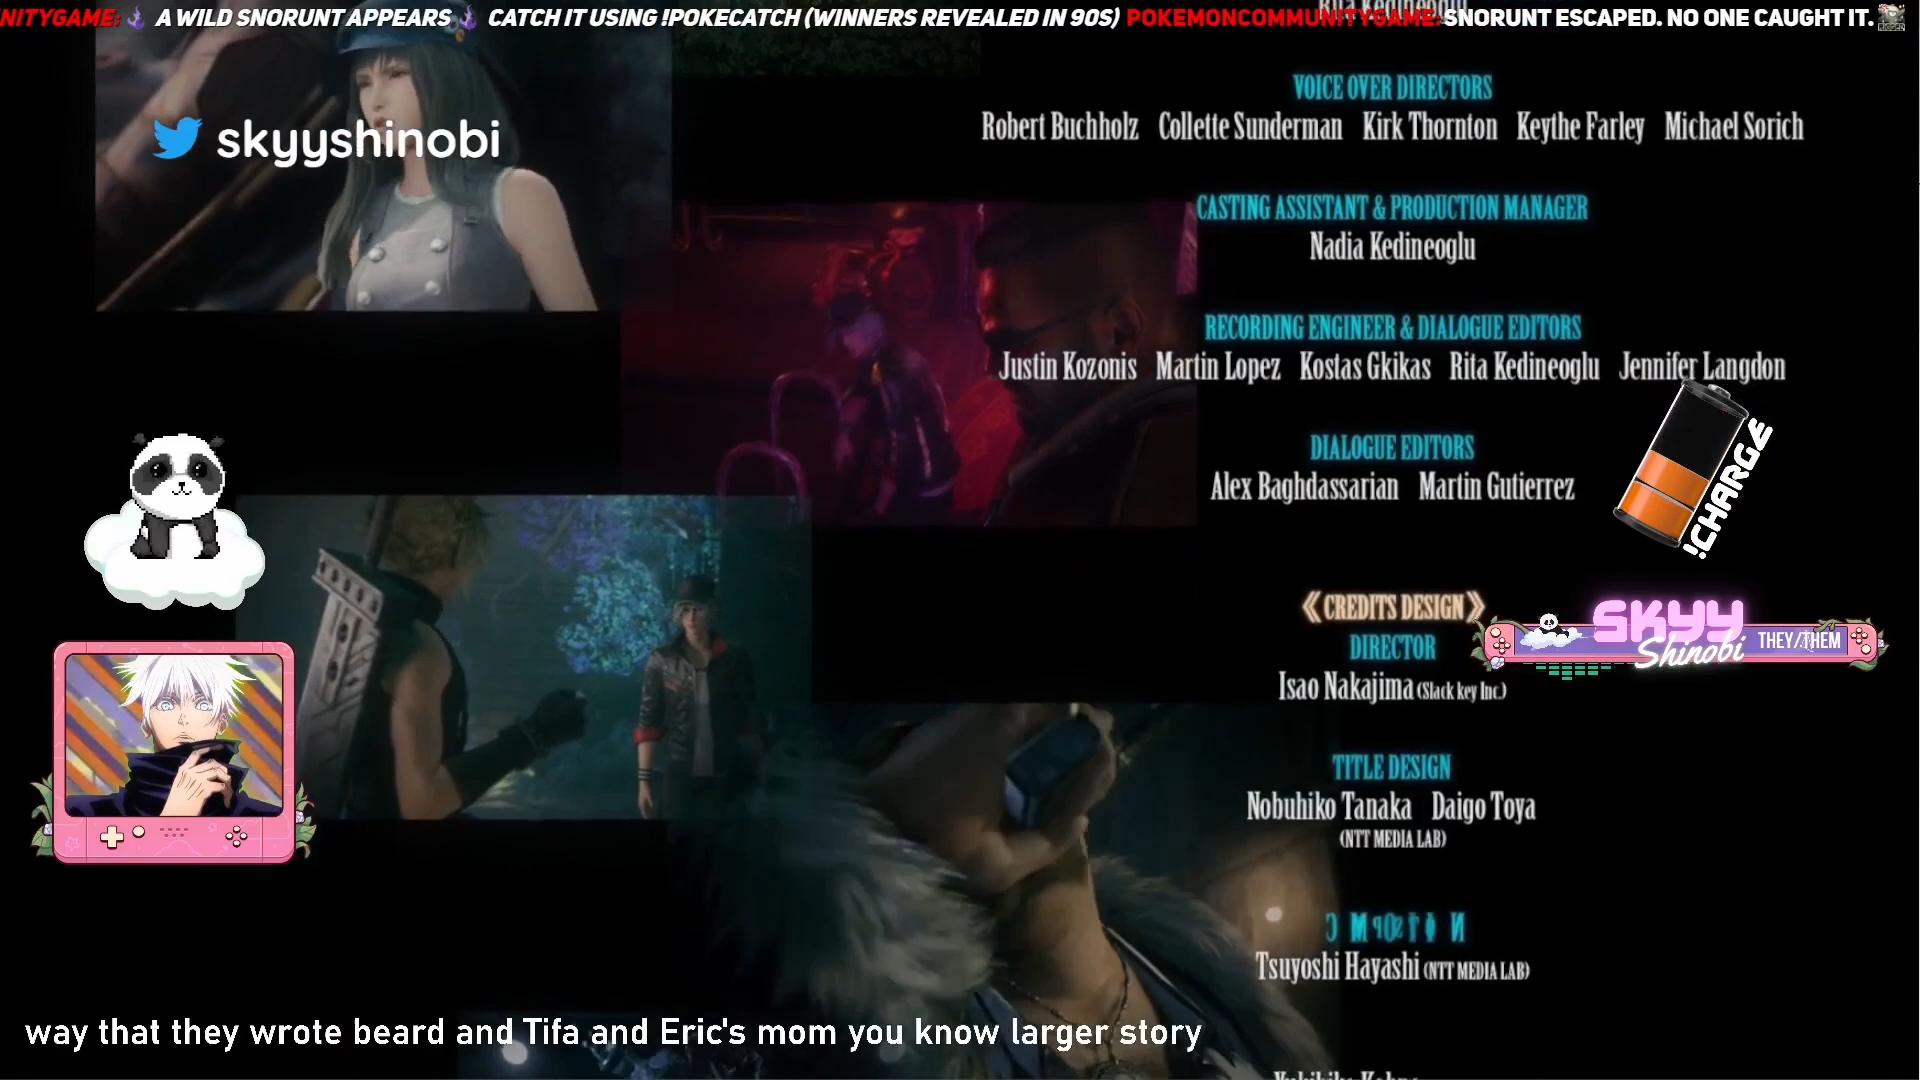 NITYGAME: A WILD SNORUNT APPEARS CATCH IT USING !POKECATCH (WINNERS REVEALED IN 90S) POKEMONCOMMUNITYGAME: SNORUNT ESCAPED. NO ONE CAUGHT IT.
Rita Kedineoglu
skyyshinobi
VOICE OVER DIRECTORS
Robert Buchholz Collette Sunderman Kirk Thornton Keythe Farley Michael Sorich
CASTING ASSISTANT & PRODUCTION MANAGER
Nadia Kedineoglu
RECORDING ENGINEER & DIALOGUE EDITORS
Justin Kozonis Martin Lopez Kostas Gkikas Rita Kedineoglu Jennifer Langdon
DIALOGUE EDITORS
Alex Baghdassarian Martin Gutierrez
!CHARGE
《CREDITS DESIGN》
DIRECTOR
Isao Nakajima (Slack key Inc.)
SKYY
Shinobi
THEY/THEM
TITLE DESIGN
Nobuhiko Tanaka Daigo Toya
(NTT MEDIA LAB)
Tsuyoshi Hayashi (NTT MEDIA LAB)
way that they wrote beard and Tifa and Eric's mom you know larger story